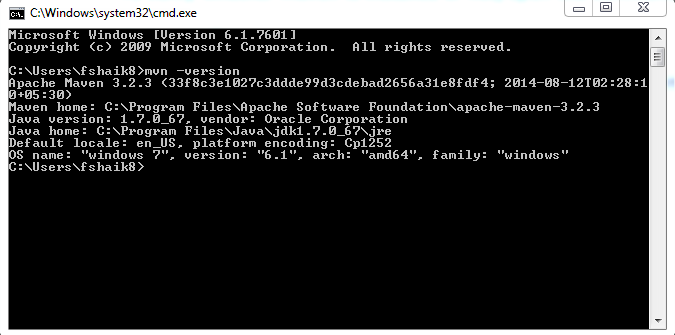 C:\Windows\system32\cmd.exe
Microsoft Windows [Version 6.1.7601]
Copyright (c) 2009 Microsoft Corporation.  All rights reserved.
C:\Users\fshaik8>mvn -version
Apache Maven 3.2.3 (33f8c3e1027c3ddde99d3cdebad2656a31e8fdf4; 2014-08-12T02:28:1
0+05:30)
Maven home: C:\Program Files\Apache Software Foundation\apache-maven-3.2.3
Java version: 1.7.0_67, vendor: Oracle Corporation
Java home: C:\Program Files\Java\jdk1.7.0_67\jre
Default locale: en_US, platform encoding: Cp1252
OS name: "windows 7", version: "6.1", arch: "amd64", family: "windows"
C:\Users\fshaik8>